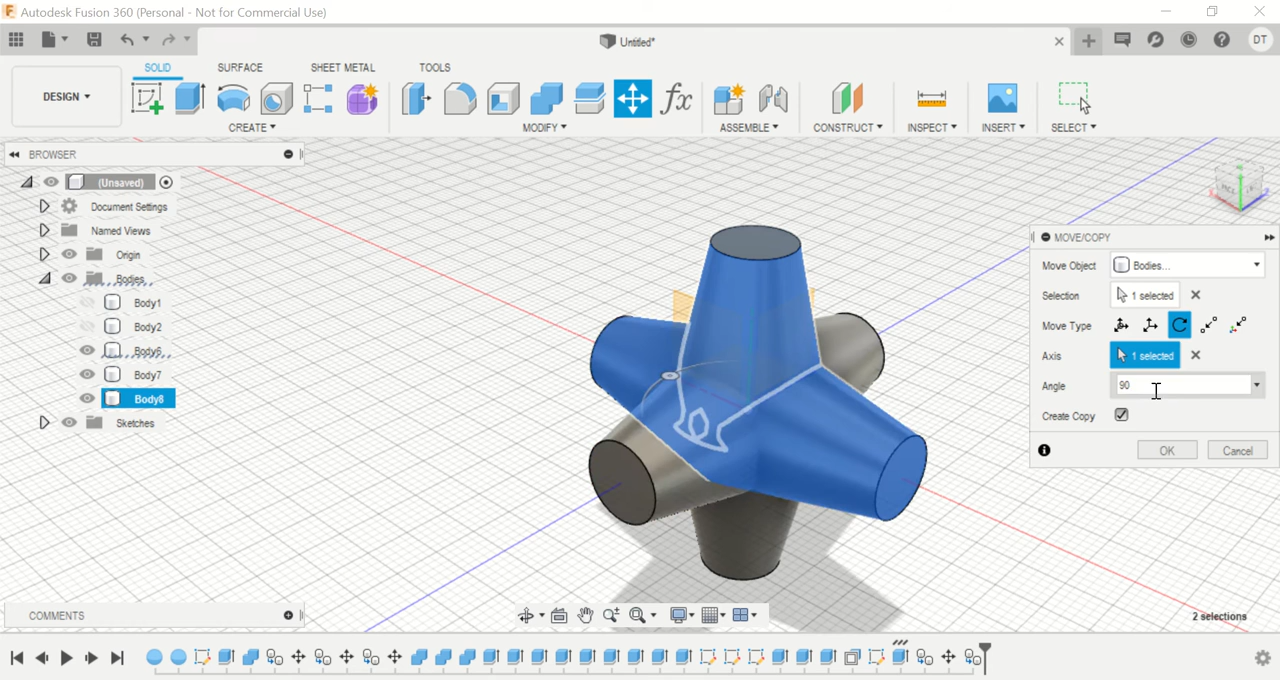 Autodesk Fusion 360 (Personal - Not for Commercial Use)
Untitled*
DT
DESIGN
SOLID SURFACE SHEET METAL TOOLS
CREATE MODIFY ASSEMBLE CONSTRUCT INSPECT INSERT SELECT
BROWSER
(Unsaved)
Document Settings
Named Views
Origin
Bodies
Body1
Body2
Body6
Body7
Body8
Sketches
MOVE/COPY
Move Object Bodies...
Selection 1 selected
Move Type
Axis 1 selected
Angle 90
Create Copy
OK Cancel
COMMENTS
2 selections